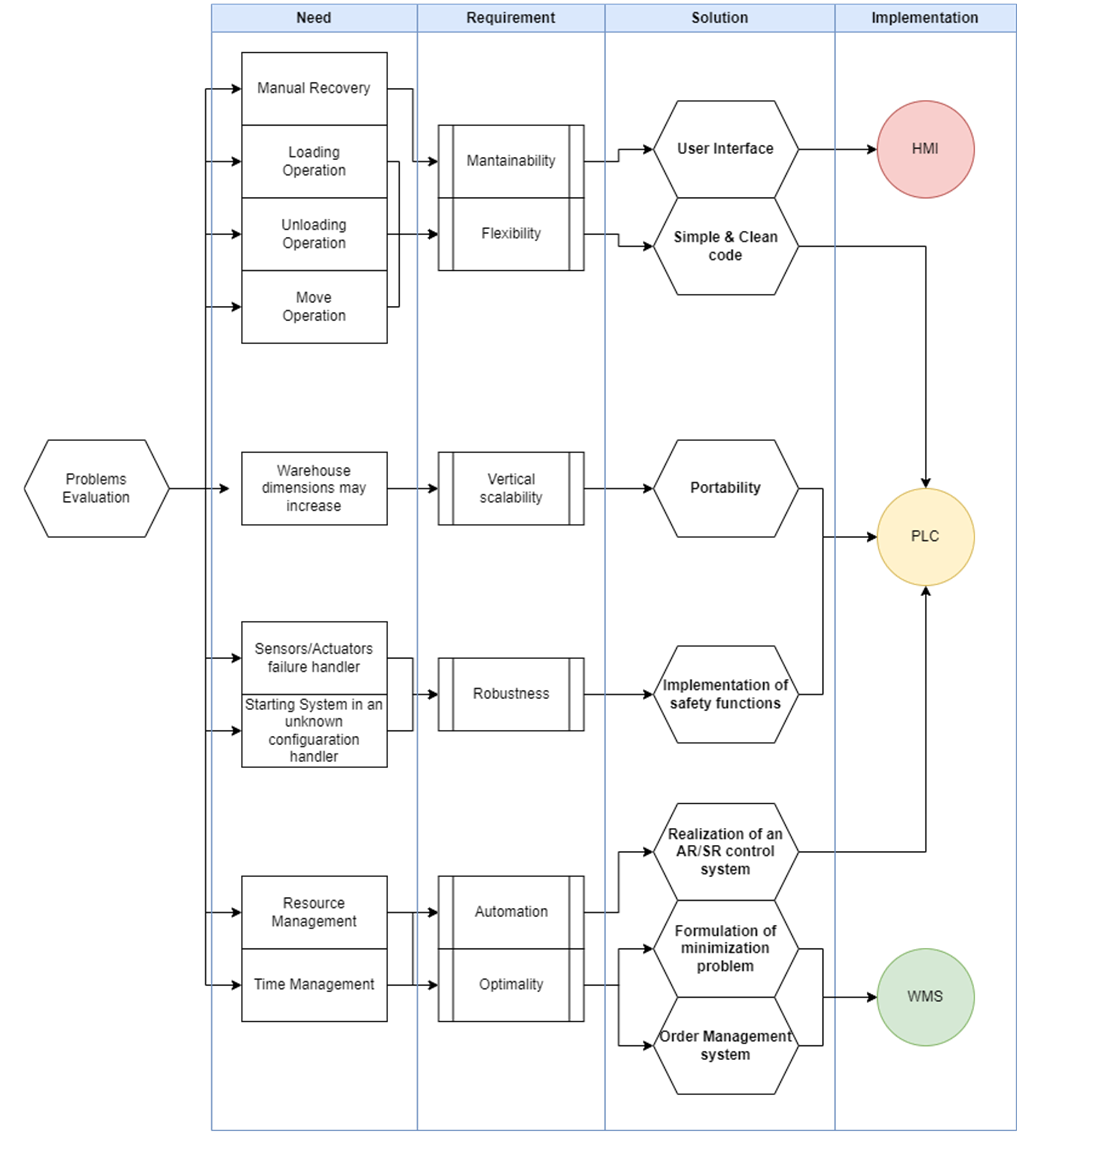 Need
Requirement
Solution
Implementation
Manual Recovery
Loading
Operation
Unloading
Operation
Move
Operation
Mantainability
Flexibility
User Interface
Simple & Clean
code
HMI
Problems
Evaluation
Warehouse
dimensions may
increase
Vertical
scalability
Portability
PLC
Sensors/Actuators
failure handler
Starting System in an
unknown
configuaration
handler
Robustness
Implementation of
safety functions
Resource
Management
Time Management
Automation
Optimality
Realization of an
AR/SR control
system
Formulation of
minimization
problem
Order Management
system
WMS